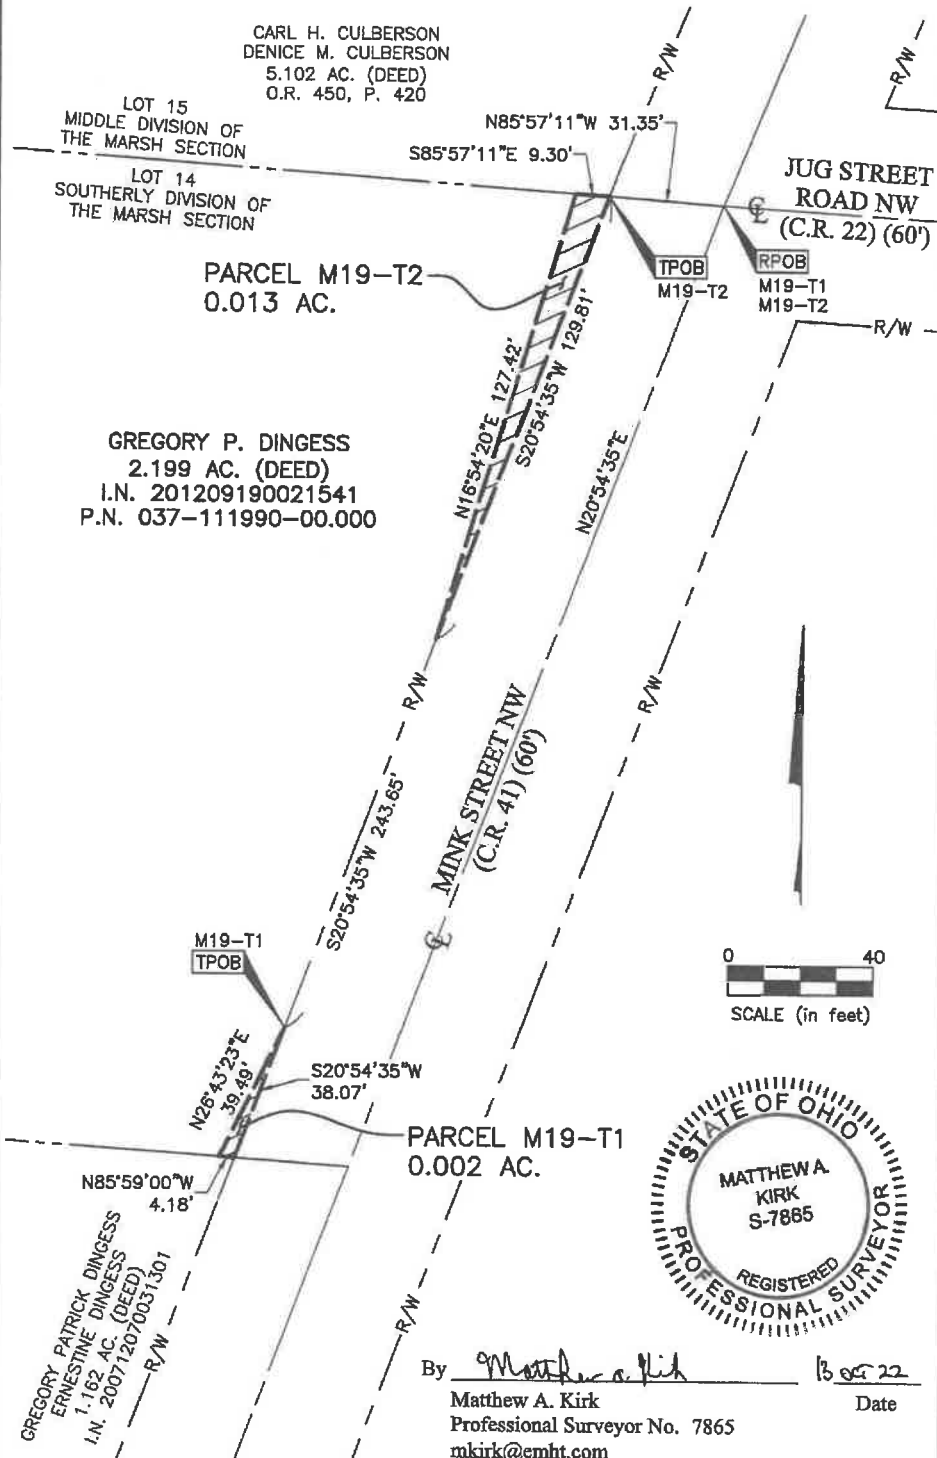 CARL H. CULBERSON
DENICE M. CULBERSON
5.102 AC. (DEED)
O.R. 450, P. 420
R/W
R/W
LOT 15
MIDDLE DIVISION OF
THE MARSH SECTION
N85°57'11"W 31.35'
S85°57'11"E 9.30'
LOT 14
SOUTHERLY DIVISION OF
THE MARSH SECTION
JUG STREET
ROAD NW
(C.R. 22) (60')
CL
PARCEL M19-T2
0.013 AC.
TPOB
M19-T2
RPOB
M19-T1
M19-T2
R/W
N16°54'20"E 127.42'
S20°54'35"W 129.81'
N20°54'35"E
GREGORY P. DINGESS
2.199 AC. (DEED)
I.N. 201209190021541
P.N. 037-111990-00.000
R/W
R/W
MINK STREET NW
(C.R. 41) (60')
CL
S20°54'35"W 243.65'
M19-T1
TPOB
0 40
SCALE (in feet)
N26°43'23"E
39.49'
S20°54'35"W
38.07'
PARCEL M19-T1
0.002 AC.
N85°59'00"W
4.18'
STATE OF OHIO
MATTHEW A.
KIRK
S-7865
REGISTERED
PROFESSIONAL SURVEYOR
GREGORY PATRICK DINGESS
ERNESTINE DINGESS
1.162 AC. (DEED)
I.N. 200712070031301
R/W
R/W
By Matthew A. Kirk 13 OCT 22
Matthew A. Kirk Date
Professional Surveyor No. 7865
mkirk@emht.com